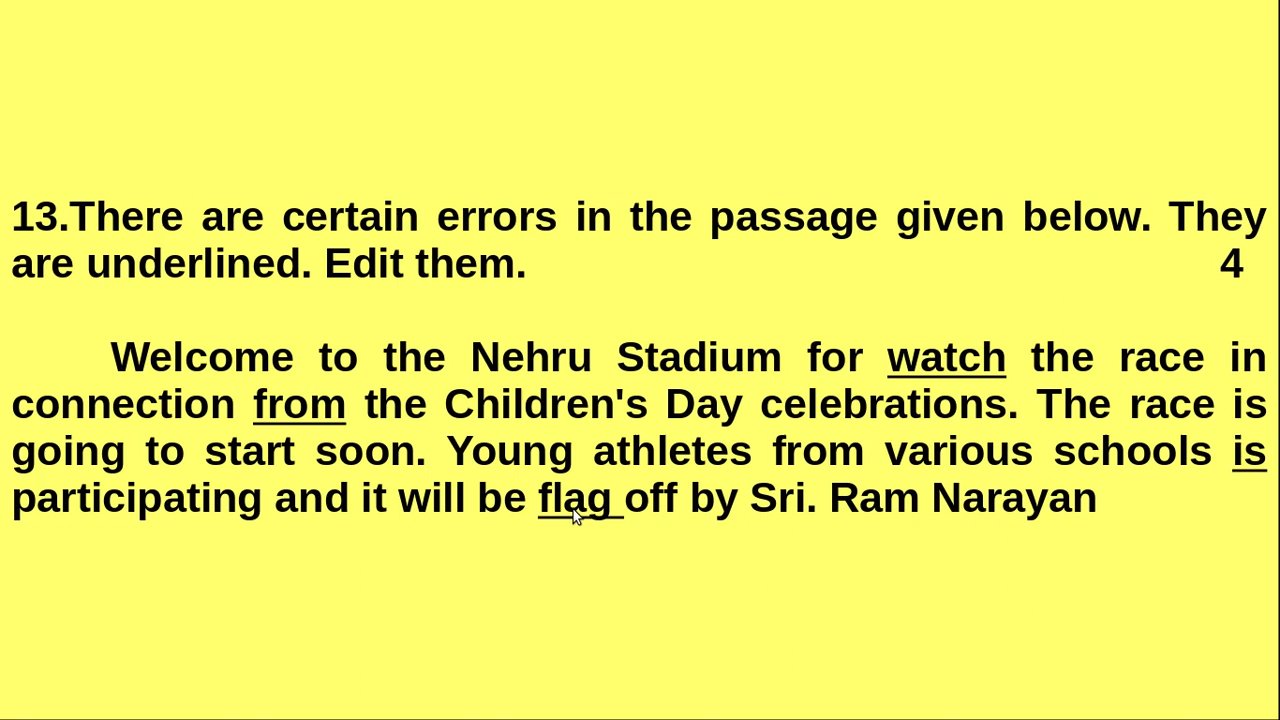 13.There are certain errors in the passage given below. They
are underlined. Edit them. 4
Welcome to the Nehru Stadium for watch the race in
connection from the Children's Day celebrations. The race is
going to start soon. Young athletes from various schools is
participating and it will be flag off by Sri. Ram Narayan